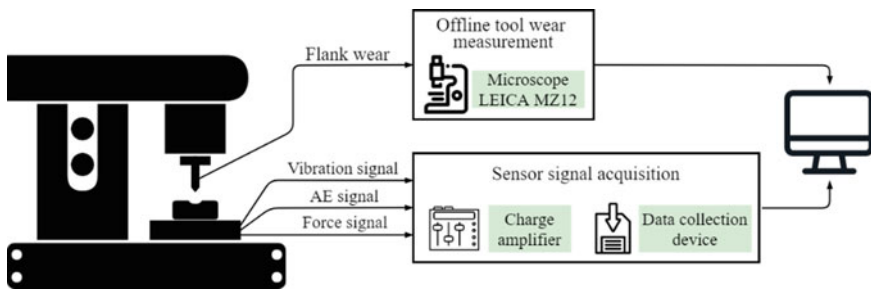 Offline tool wear
measurement
Flank wear
Microscope
LEICA MZ12
Vibration signal
AE signal
Force signal
Sensor signal acquisition
Charge
amplifier
Data collection
device